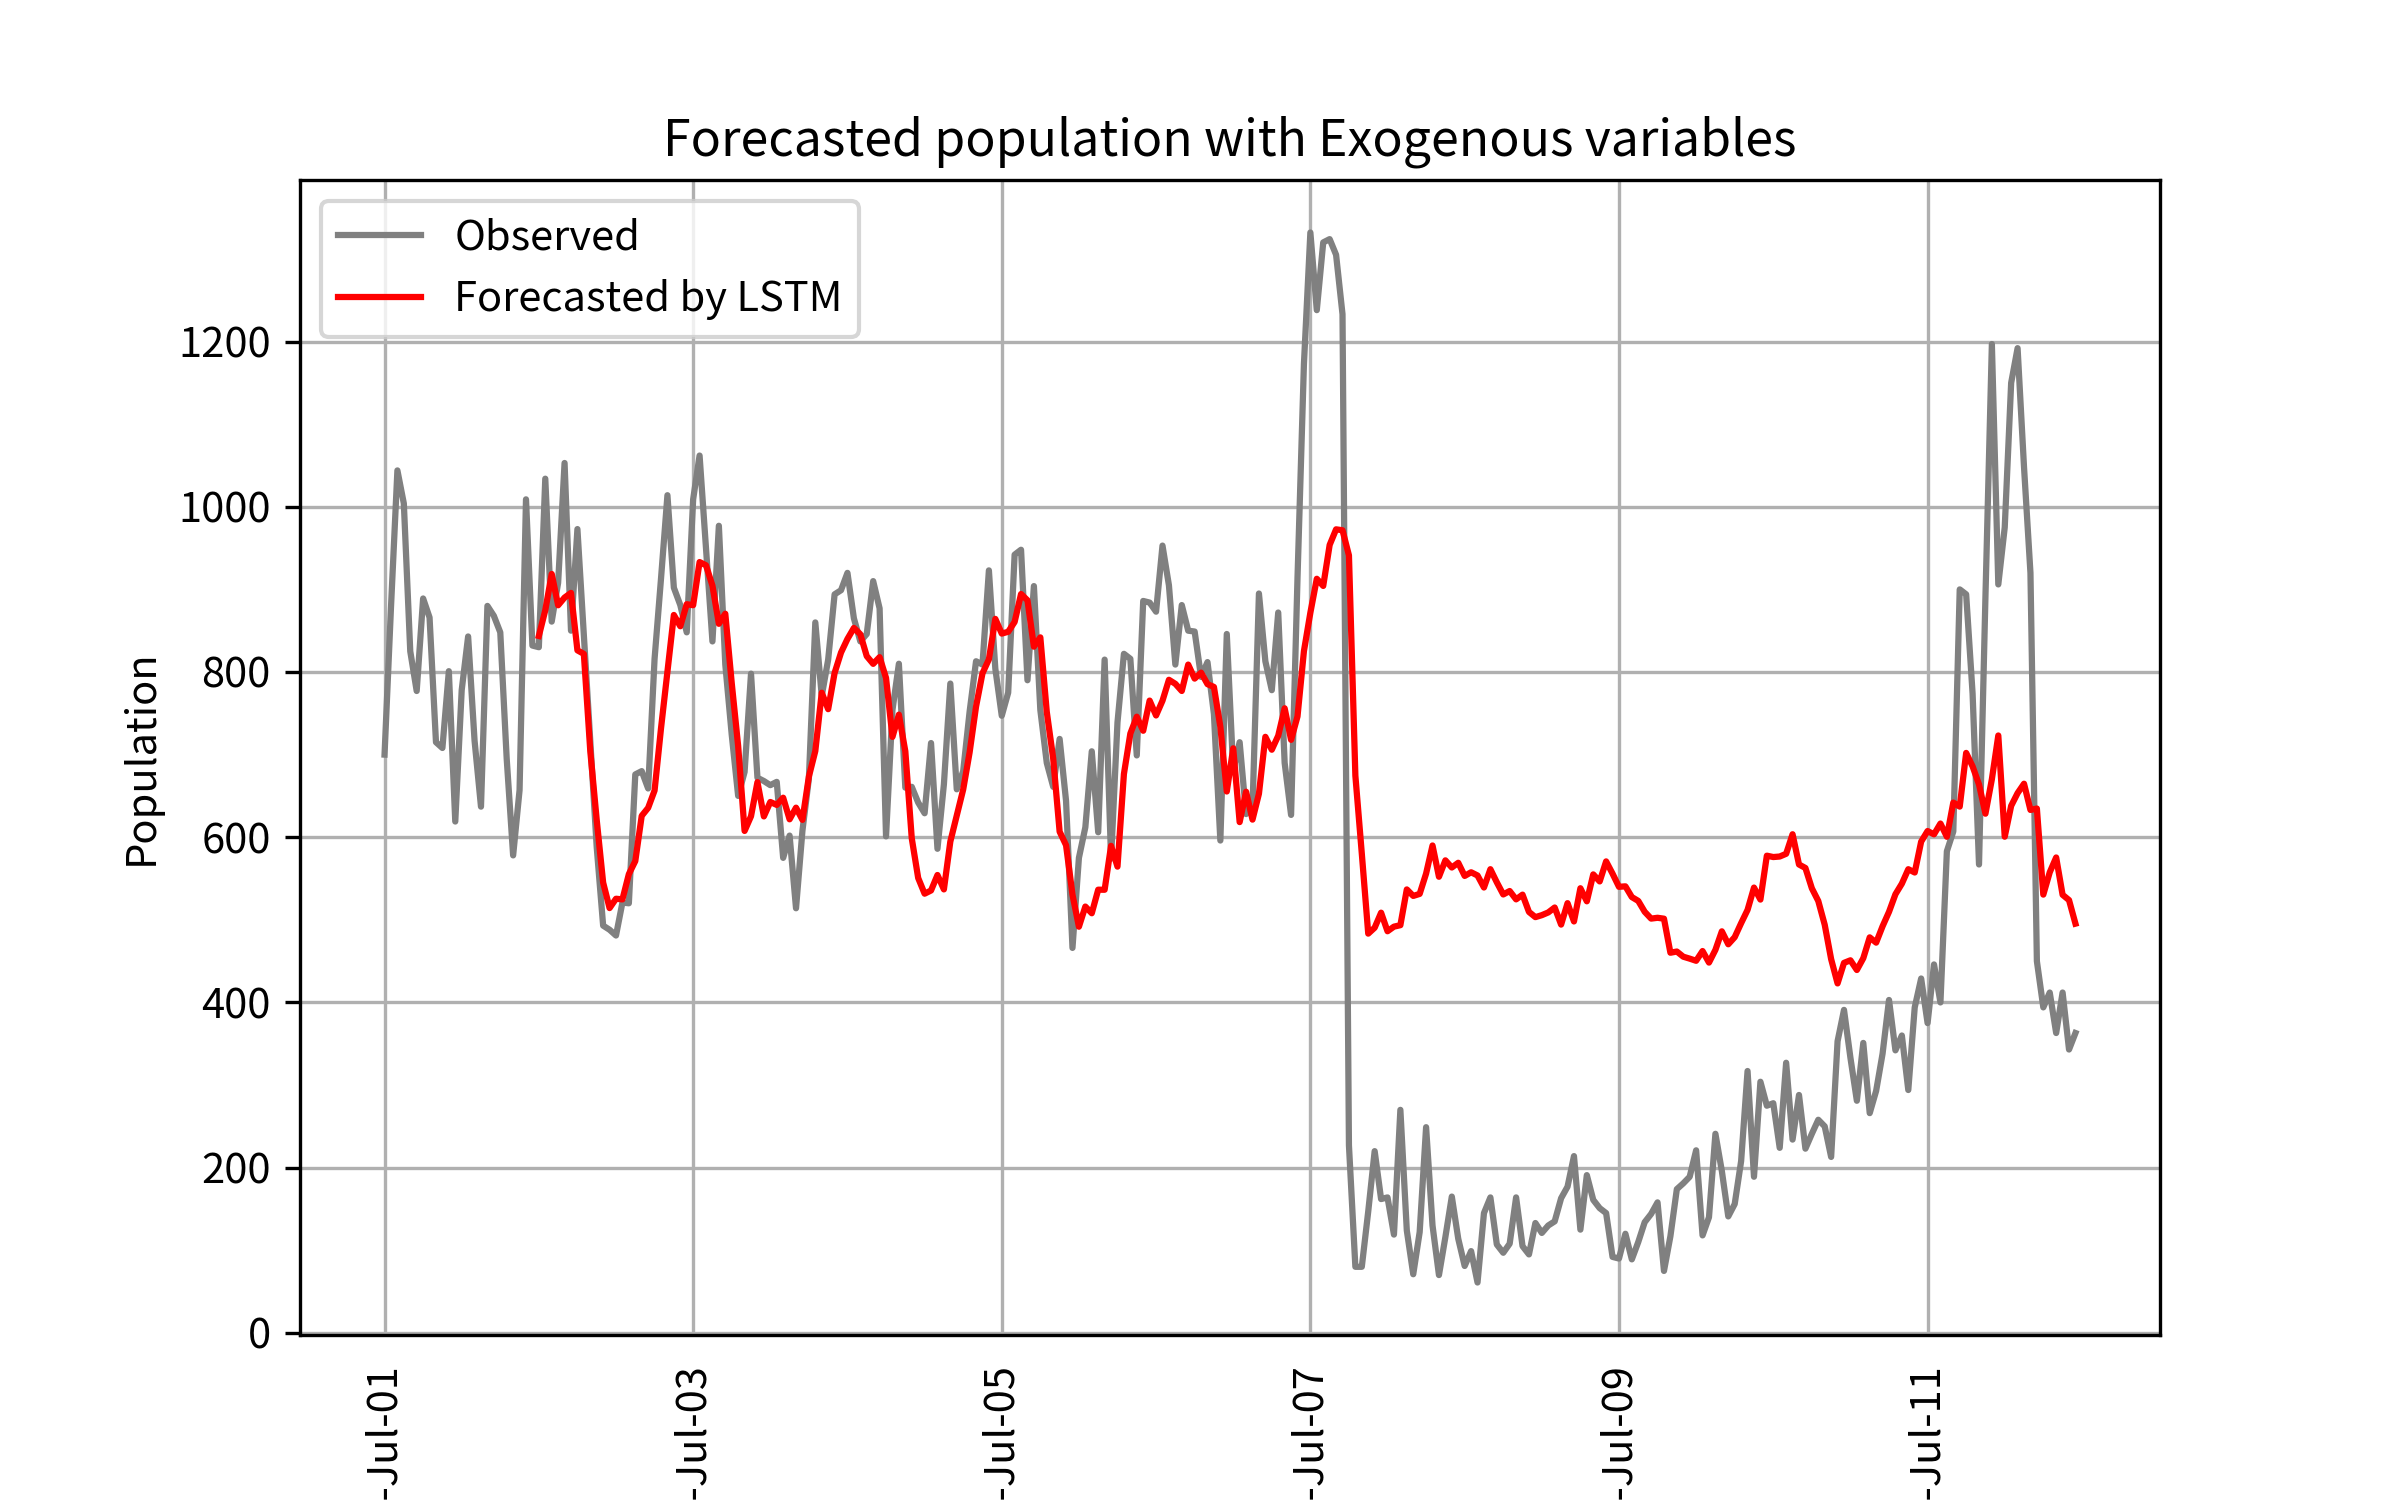 Forecasted population with Exogenous variables
Observed
Forecasted by LSTM
Population
1200
1000
800
600
400
200
0
-Jul-01
-Jul-03
-Jul-05
-Jul-07
-Jul-09
-Jul-11